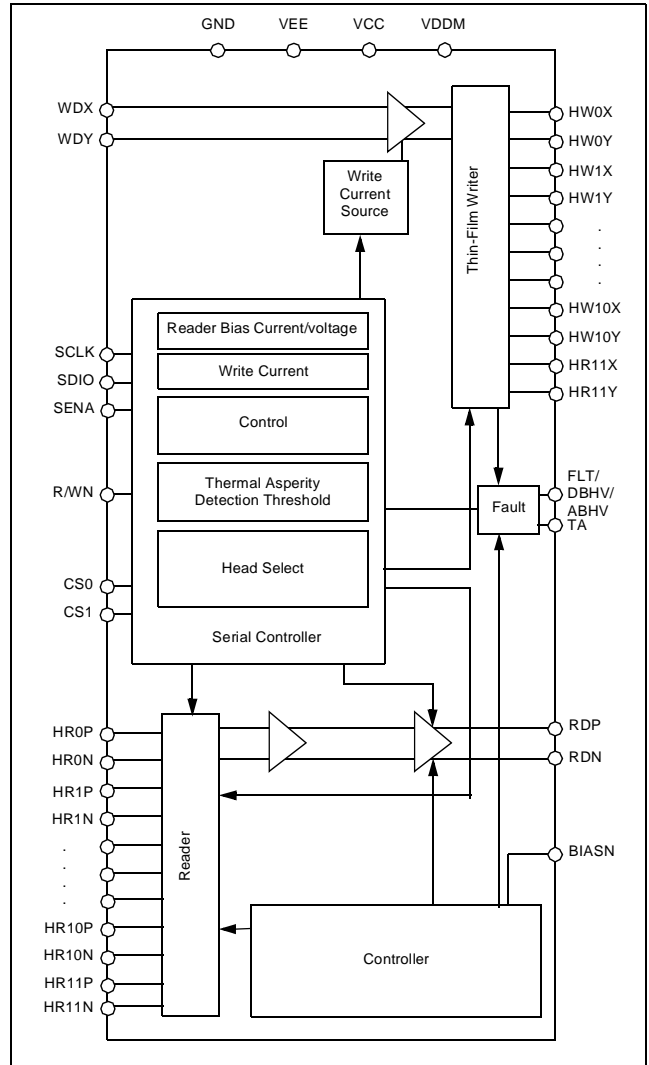 GND VEE VCC VDDM
WDX
WDY
Write
Current
Source
Thin-Film Writer
HW0X
HW0Y
HW1X
HW1Y
.
.
.
HW10X
HW10Y
HR11X
HR11Y
SCLK
SDIO
SENA
R/WN
CS0
CS1
Reader Bias Current/voltage
Write Current
Control
Thermal Asperity
Detection Threshold
Head Select
Serial Controller
Fault
FLT/
DBHV/
ABHV
TA
HR0P
HR0N
HR1P
HR1N
.
.
.
HR10P
HR10N
HR11P
HR11N
Reader
RDP
RDN
BIASN
Controller